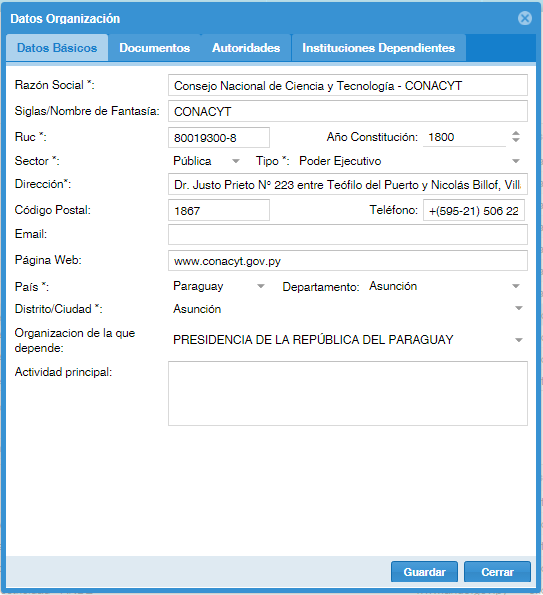 Datos Organización
Datos Básicos Documentos Autoridades Instituciones Dependientes
Razón Social *: Consejo Nacional de Ciencia y Tecnología - CONACYT
Siglas/Nombre de Fantasía: CONACYT
Ruc *: 80019300-8 Año Constitución: 1800
Sector *: Pública Tipo *: Poder Ejecutivo
Dirección*: Dr. Justo Prieto Nº 223 entre Teófilo del Puerto y Nicolás Billof, Vill
Código Postal: 1867 Teléfono: +(595-21) 506 22
Email:
Página Web: www.conacyt.gov.py
País *: Paraguay Departamento: Asunción
Distrito/Ciudad *: Asunción
Organizacion de la que
depende: PRESIDENCIA DE LA REPÚBLICA DEL PARAGUAY
Actividad principal:
Guardar Cerrar